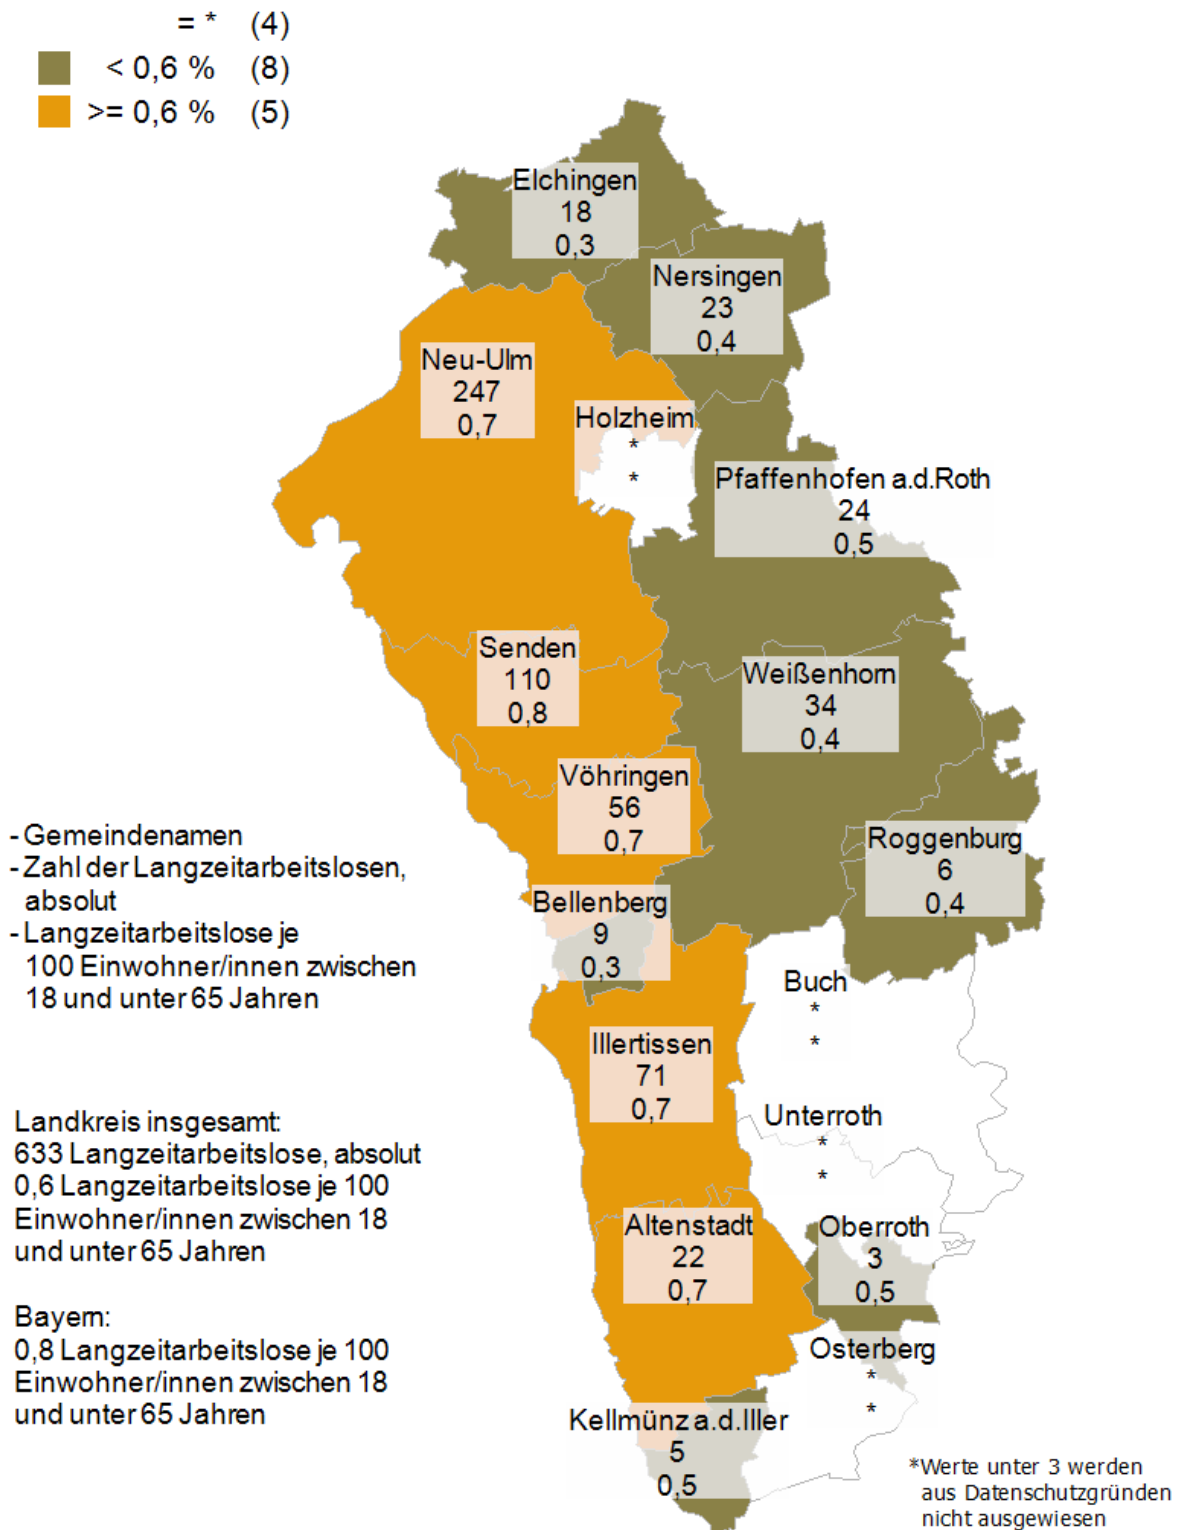 = * (4)
< 0,6 % (8)
>= 0,6 % (5)
Elchingen
18
0,3
Nersingen
23
0,4
Neu-Ulm
247
0,7
Holzheim
*
*
Pfaffenhofen a.d.Roth
24
0,5
Senden
110
0,8
Weißenhorn
34
0,4
Vöhringen
56
0,7
Roggenburg
6
0,4
- Gemeindenamen
- Zahl der Langzeitarbeitslosen,
absolut
- Langzeitarbeitslose je
100 Einwohner/innen zwischen
18 und unter 65 Jahren
Bellenberg
9
0,3
Buch
*
*
Illertissen
71
0,7
Unterroth
*
*
Landkreis insgesamt:
633 Langzeitarbeitslose, absolut
0,6 Langzeitarbeitslose je 100
Einwohner/innen zwischen 18
und unter 65 Jahren
Altenstadt
22
0,7
Oberroth
3
0,5
Bayern:
0,8 Langzeitarbeitslose je 100
Einwohner/innen zwischen 18
und unter 65 Jahren
Osterberg
*
*
Kellmünz a.d.Iller
5
0,5
*Werte unter 3 werden
aus Datenschutzgründen
nicht ausgewiesen